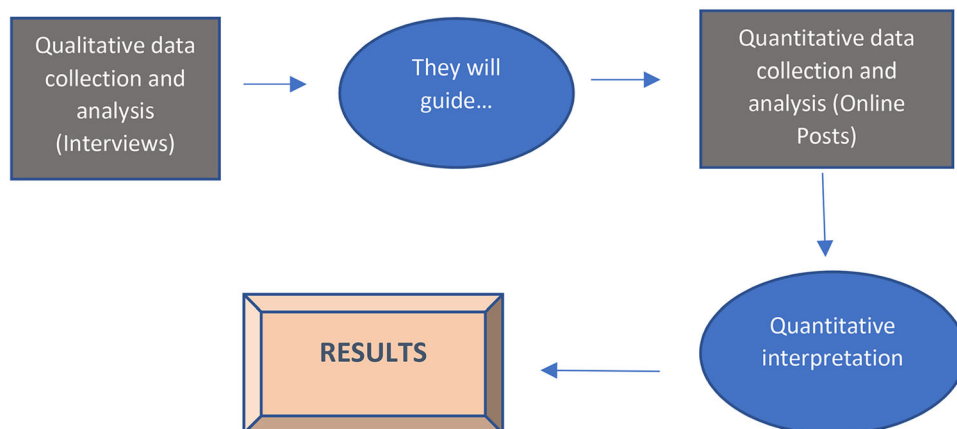 Qualitative data
collection and
analysis
(Interviews)
They will
guide…
Quantitative data
collection and
analysis (Online
Posts)
Quantitative
interpretation
RESULTS